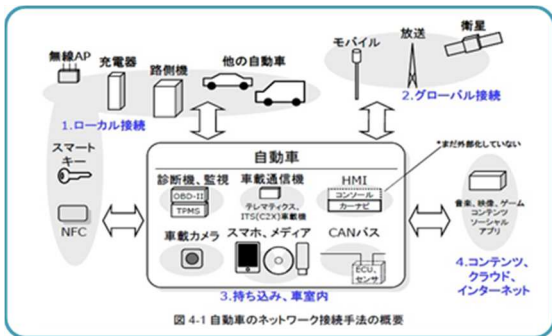 無線AP
充電器
路側機
他の自動車
モバイル
放送
衛星
1.ローカル接続
2.グローバル接続
スマート
キー
NFC
自動車
*まだ外部化していない
診断機、監視
OBD-II
TPMS
車載通信機
テレマティクス、
ITS(C2X)車載機
HMI
コンソール
カーナビ
車載カメラ
スマホ、メディア
CANバス
ECU、
センサ
3.持ち込み、車室内
音楽、映像、ゲーム
コンテンツ
ソーシャル
アプリ
4.コンテンツ、
クラウド、
インターネット
図 4-1 自動車のネットワーク接続手法の概要